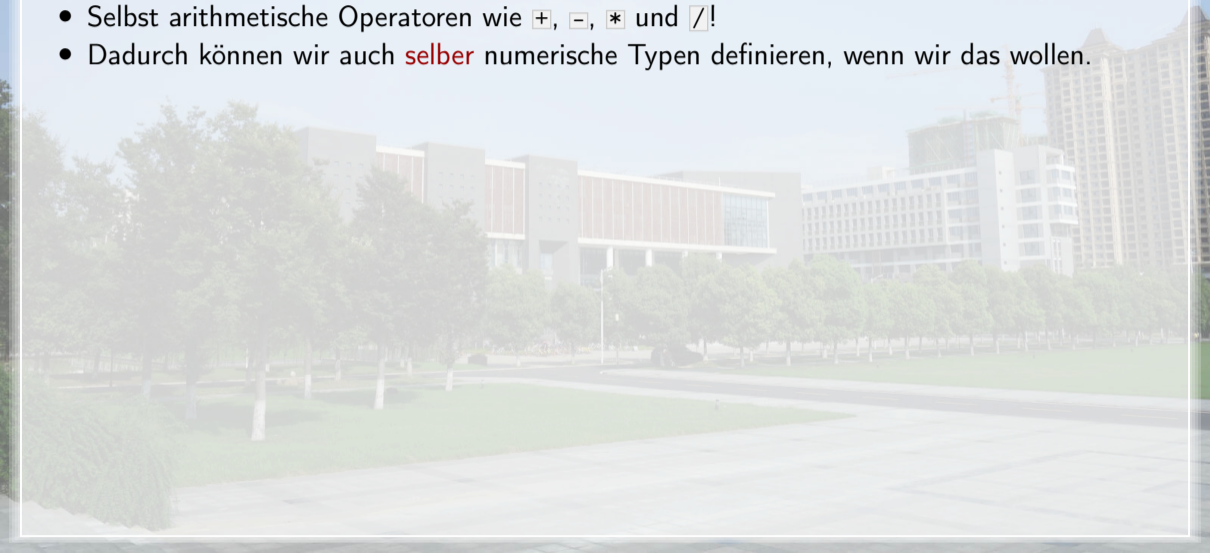 • Selbst arithmetische Operatoren wie +, -, * und /!
• Dadurch können wir auch selber numerische Typen definieren, wenn wir das wollen.